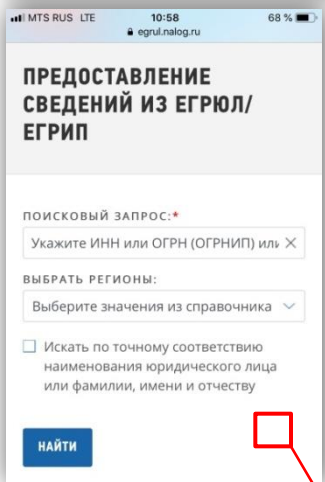 MTS RUS LTE 10:58 68 %
egrul.nalog.ru
ПРЕДОСТАВЛЕНИЕ
СВЕДЕНИЙ ИЗ ЕГРЮЛ/
ЕГРИП
ПОИСКОВЫЙ ЗАПРОС:*
Укажите ИНН или ОГРН (ОГРНИП) или
ВЫБРАТЬ РЕГИОНЫ:
Выберите значения из справочника
Искать по точному соответствию
наименования юридического лица
или фамилии, имени и отчеству
НАЙТИ